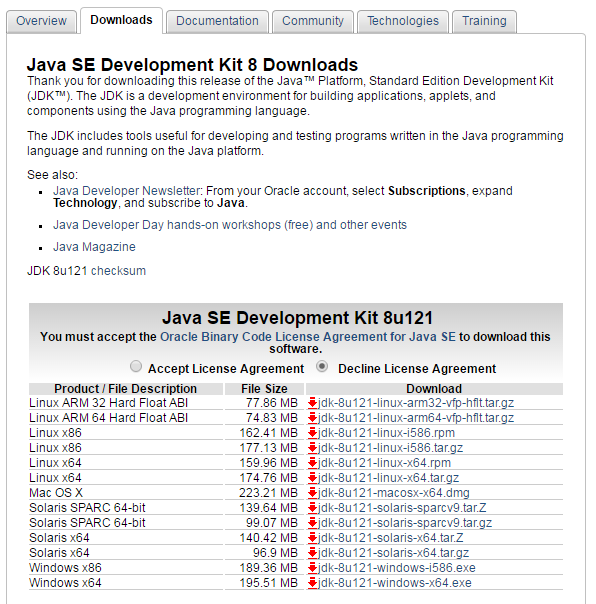 Overview Downloads Documentation Community Technologies Training
Java SE Development Kit 8 Downloads
Thank you for downloading this release of the Java™ Platform, Standard Edition Development Kit
(JDK™). The JDK is a development environment for building applications, applets, and
components using the Java programming language.
The JDK includes tools useful for developing and testing programs written in the Java programming
language and running on the Java platform.
See also:
Java Developer Newsletter: From your Oracle account, select Subscriptions, expand
Technology, and subscribe to Java.
Java Developer Day hands-on workshops (free) and other events
Java Magazine
JDK 8u121 checksum
Java SE Development Kit 8u121
You must accept the Oracle Binary Code License Agreement for Java SE to download this
software.
Accept License Agreement Decline License Agreement
Product / File Description File Size Download
Linux ARM 32 Hard Float ABI 77.86 MB jdk-8u121-linux-arm32-vfp-hflt.tar.gz
Linux ARM 64 Hard Float ABI 74.83 MB jdk-8u121-linux-arm64-vfp-hflt.tar.gz
Linux x86 162.41 MB jdk-8u121-linux-i586.rpm
Linux x86 177.13 MB jdk-8u121-linux-i586.tar.gz
Linux x64 159.96 MB jdk-8u121-linux-x64.rpm
Linux x64 174.76 MB jdk-8u121-linux-x64.tar.gz
Mac OS X 223.21 MB jdk-8u121-macosx-x64.dmg
Solaris SPARC 64-bit 139.64 MB jdk-8u121-solaris-sparcv9.tar.Z
Solaris SPARC 64-bit 99.07 MB jdk-8u121-solaris-sparcv9.tar.gz
Solaris x64 140.42 MB jdk-8u121-solaris-x64.tar.Z
Solaris x64 96.9 MB jdk-8u121-solaris-x64.tar.gz
Windows x86 189.36 MB jdk-8u121-windows-i586.exe
Windows x64 195.51 MB jdk-8u121-windows-x64.exe